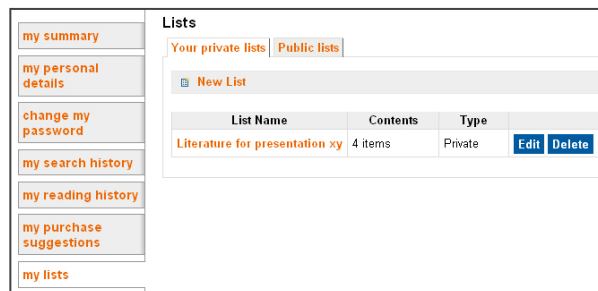 my summary
my personal
details
change my
password
my search history
my reading history
my purchase
suggestions
my lists
Lists
Your private lists Public lists
New List
List Name Contents Type
Literature for presentation xy 4 items Private Edit Delete